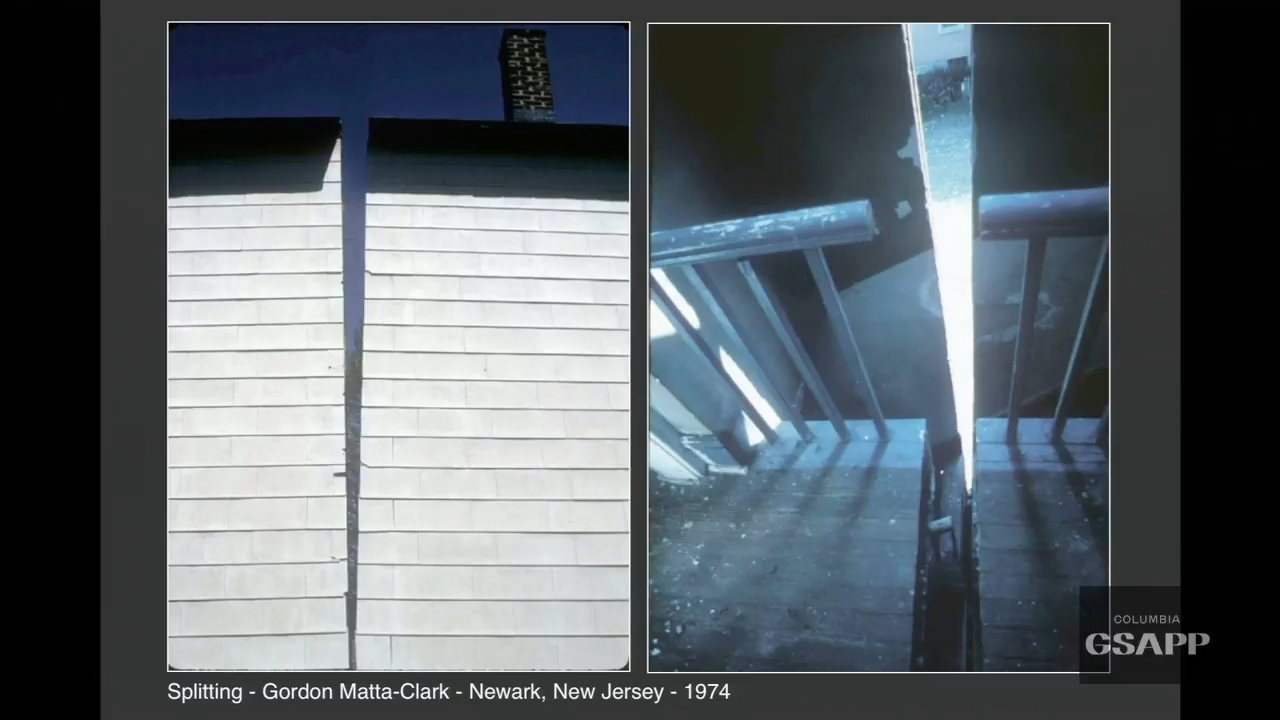 COLUMBIA
GSAPP
Splitting - Gordon Matta-Clark - Newark, New Jersey - 1974